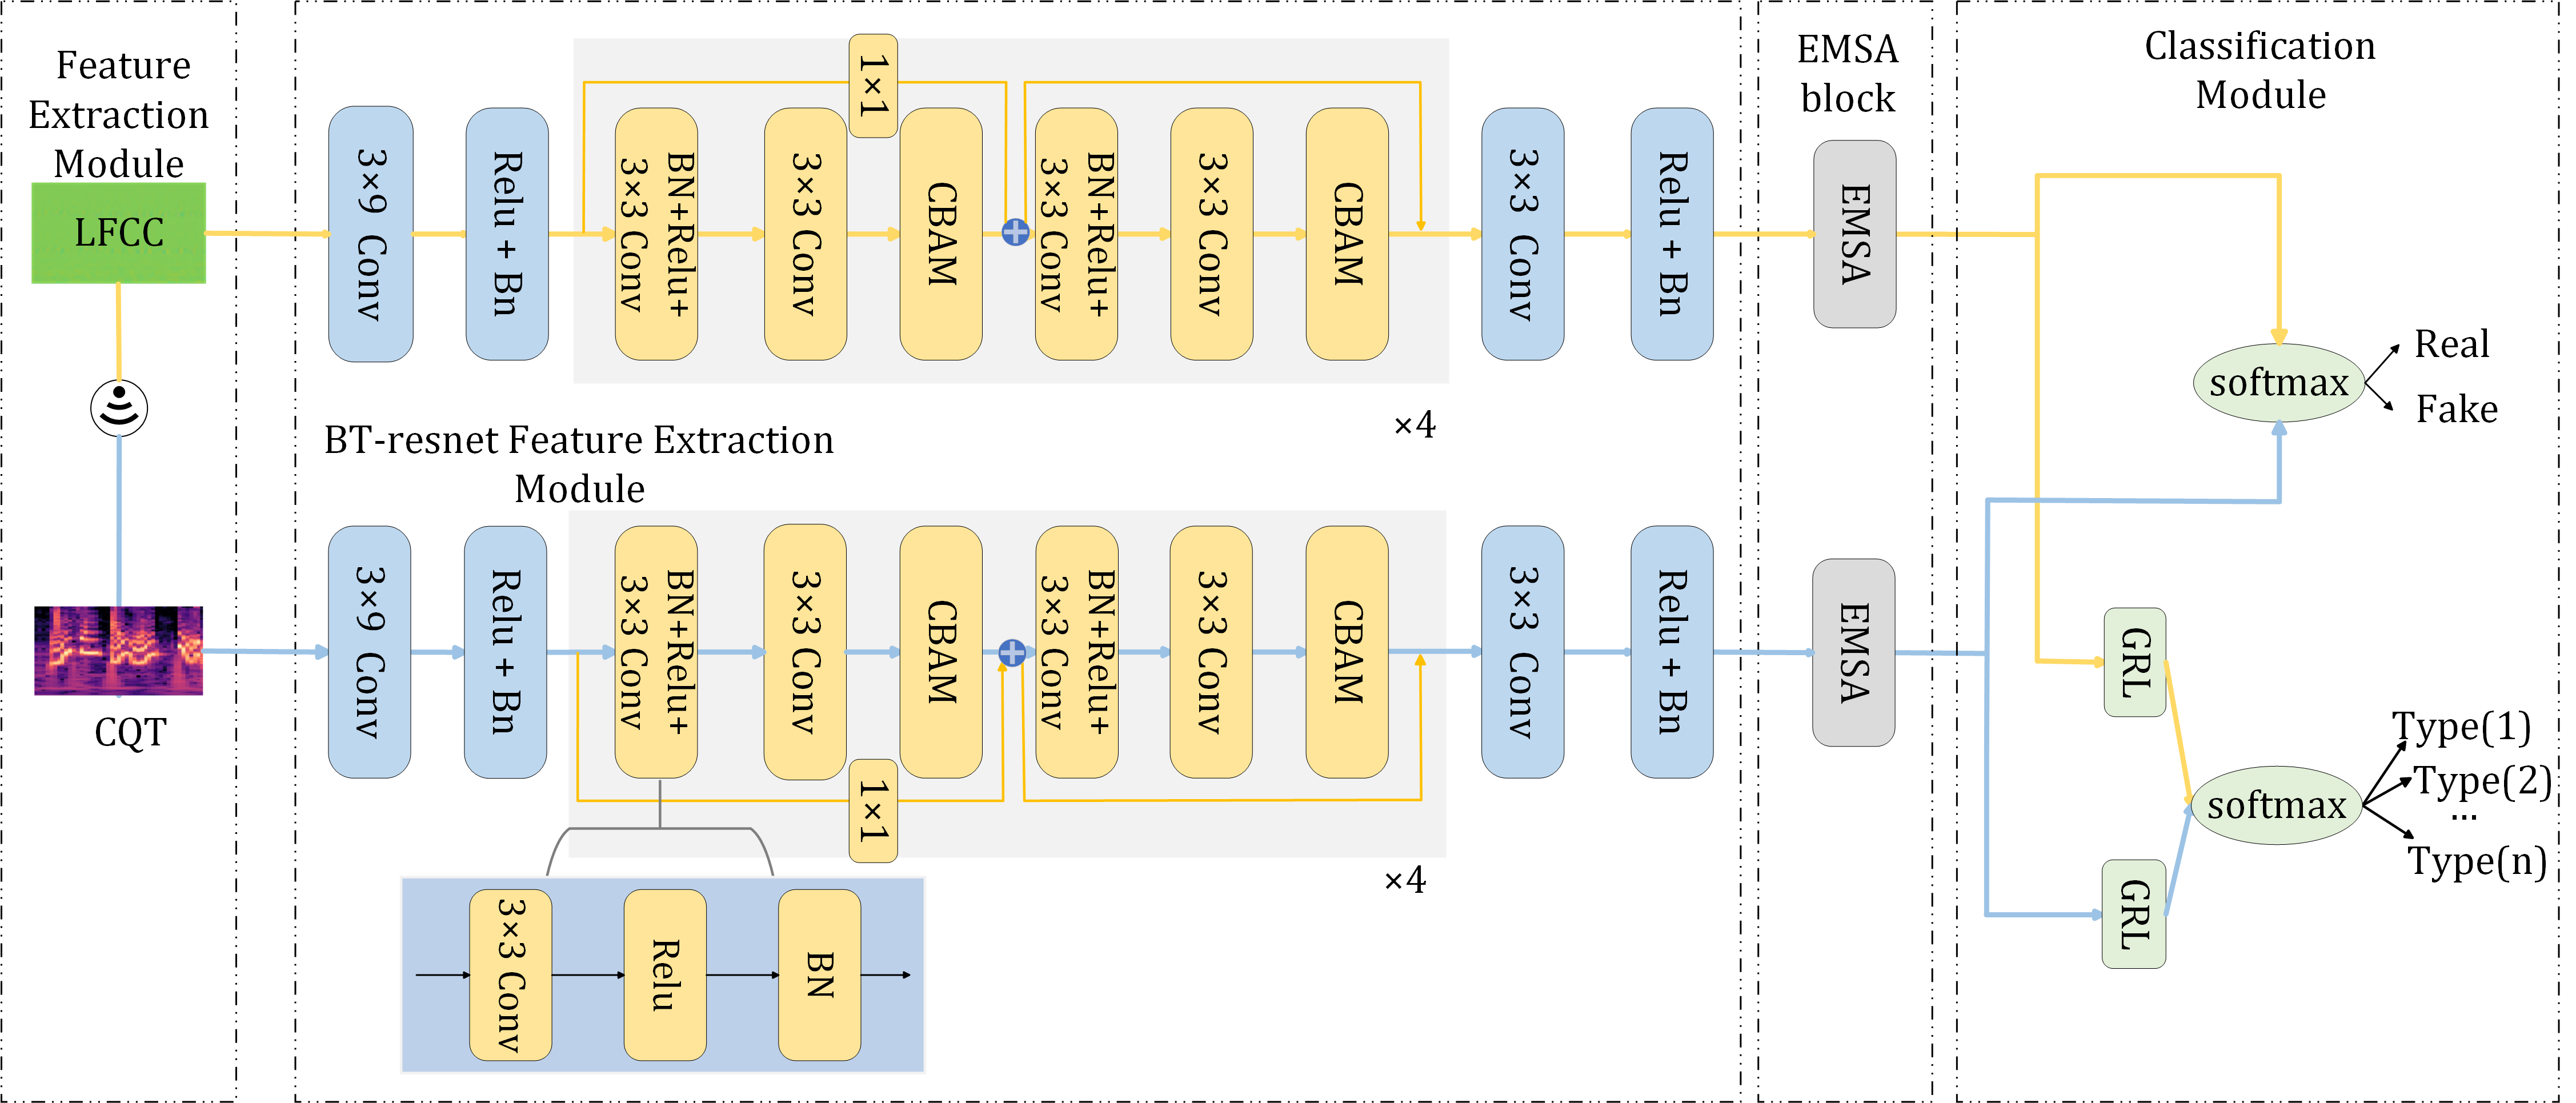 Feature
Extraction
Module
LFCC
CQT
3×9 Conv
Relu + Bn
BN+Relu+
3×3 Conv
3×3 Conv
1×1
CBAM
BN+Relu+
3×3 Conv
3×3 Conv
CBAM
×4
3×3 Conv
Relu + Bn
BT-resnet Feature Extraction
Module
3×9 Conv
Relu + Bn
BN+Relu+
3×3 Conv
3×3 Conv
1×1
CBAM
BN+Relu+
3×3 Conv
3×3 Conv
CBAM
×4
3×3 Conv
Relu + Bn
3×3 Conv
Relu
BN
EMSA
block
EMSA
EMSA
Classification
Module
softmax
Real
Fake
GRL
GRL
softmax
Type(1)
Type(2)
...
Type(n)